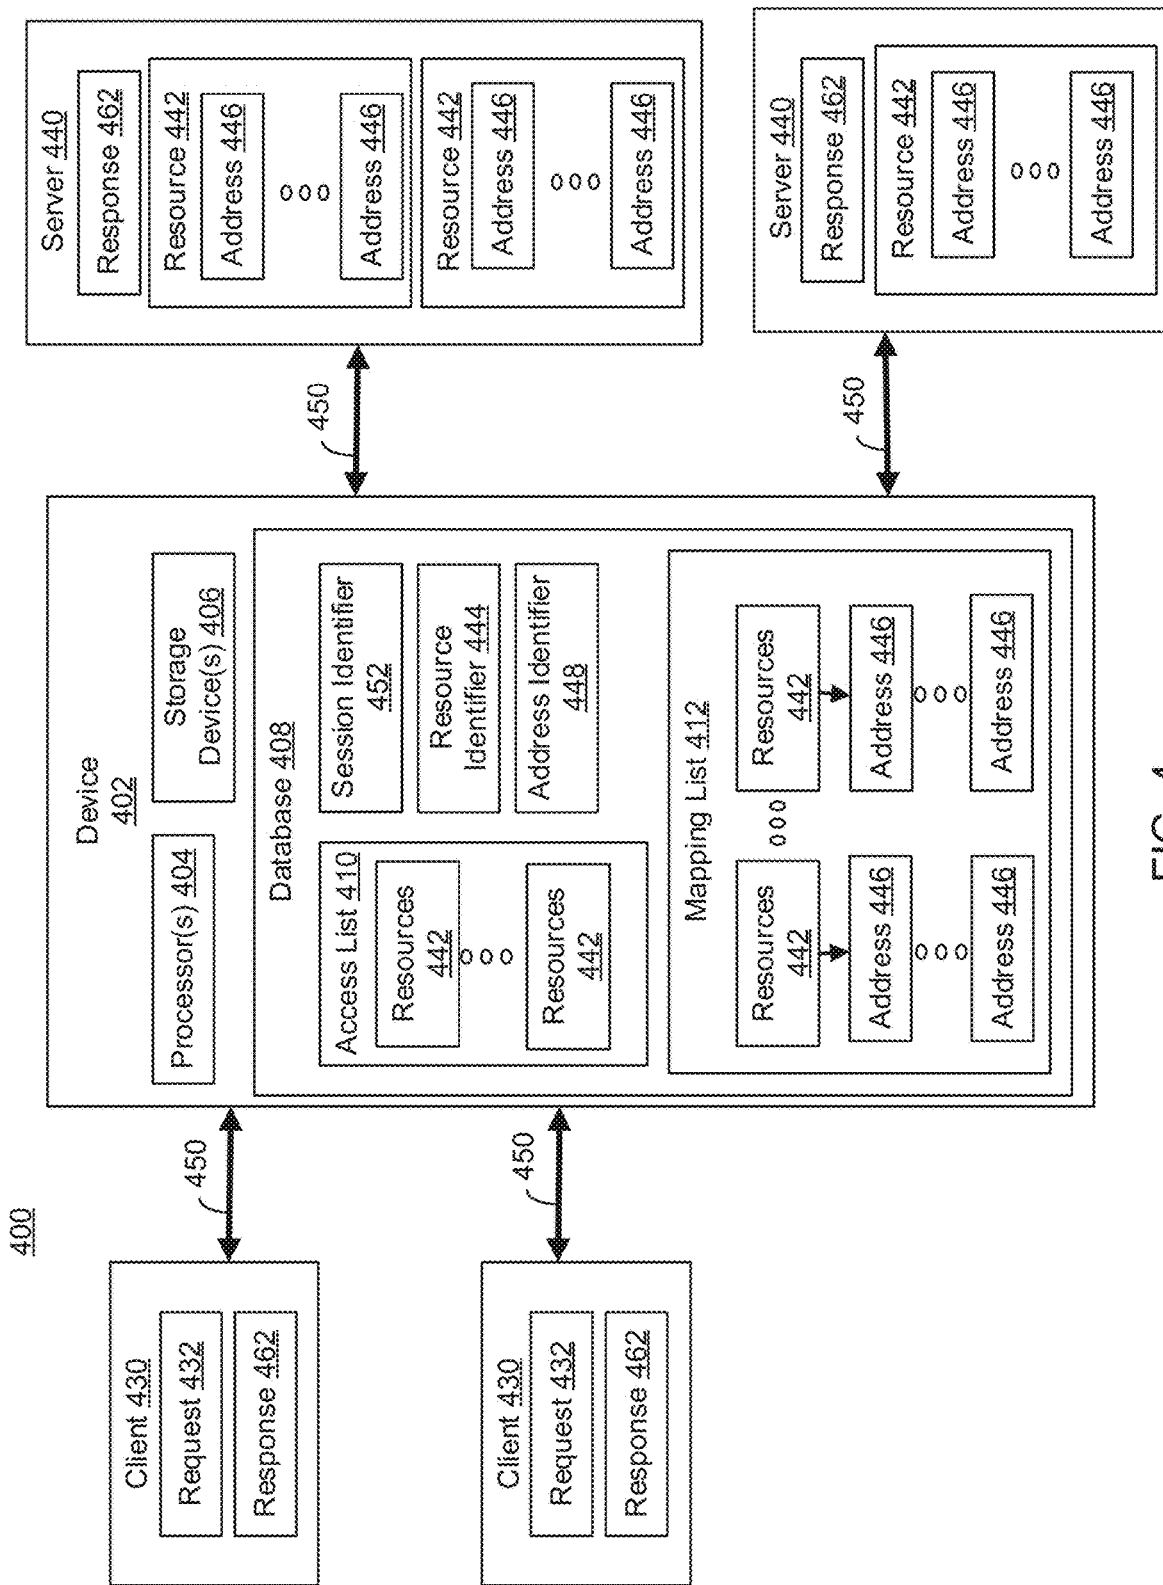 400
Client 430
Request 432
Response 462
Client 430
Request 432
Response 462
450
450
Device
402
Processor(s) 404
Storage
Device(s) 406
Database 408
Access List 410
Resources
442
Resources
442
Session Identifier
452
Resource
Identifier 444
Address Identifier
448
Mapping List 412
Resources
442
Address 446
Address 446
Resources
442
Address 446
Address 446
450
450
Server 440
Response 462
Resource 442
Address 446
Address 446
Resource 442
Address 446
Address 446
Server 440
Response 462
Resource 442
Address 446
Address 446